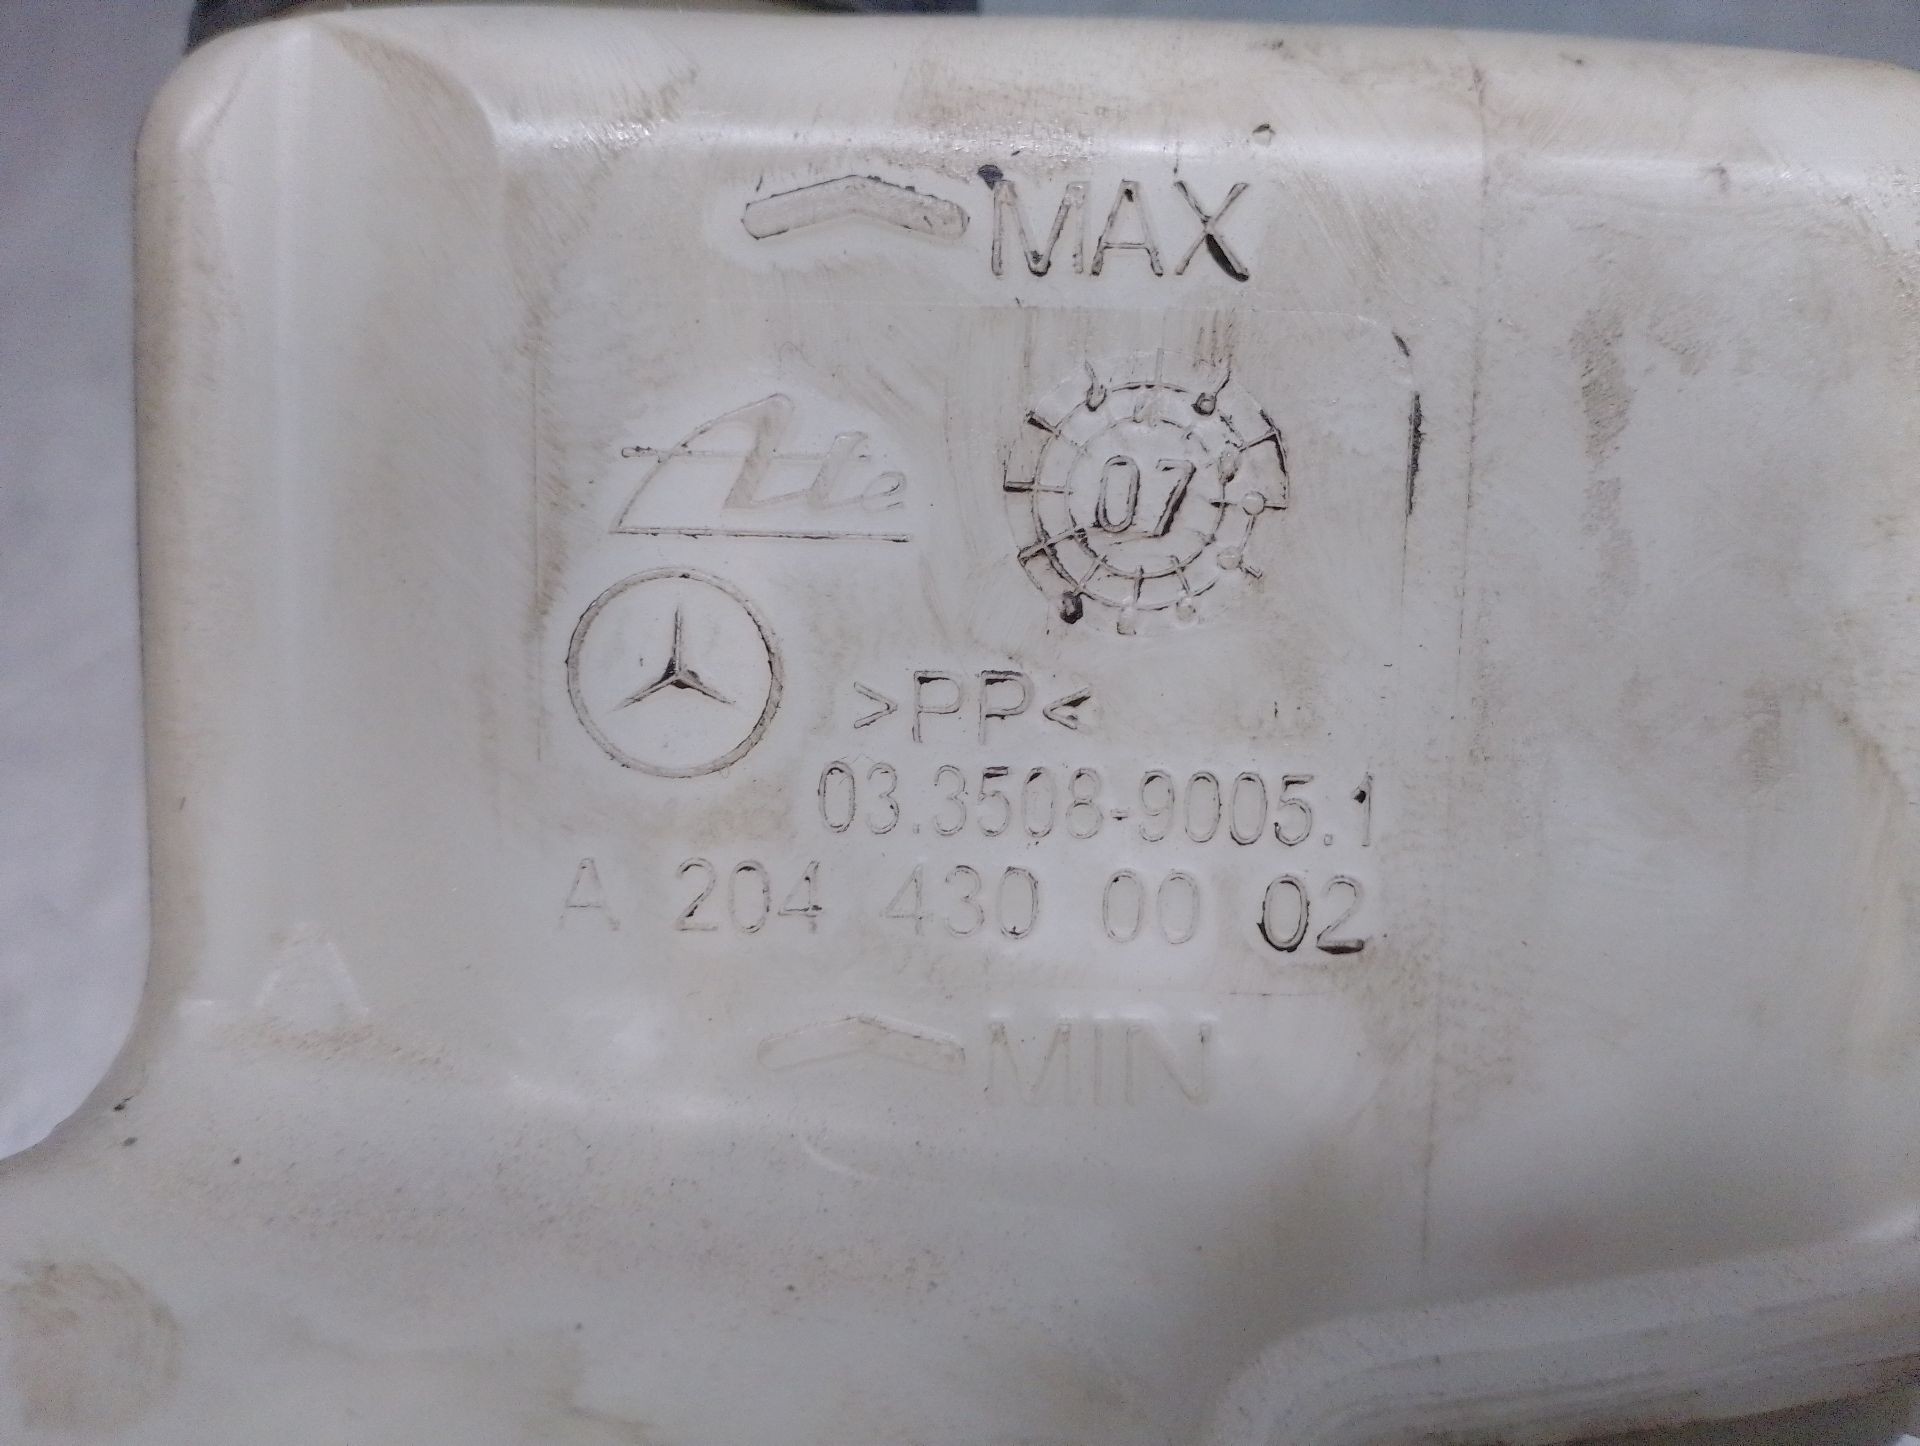 MAX
Ate
07
>PP<
03.3508-9005.1
A 204 430 00 02
MIN